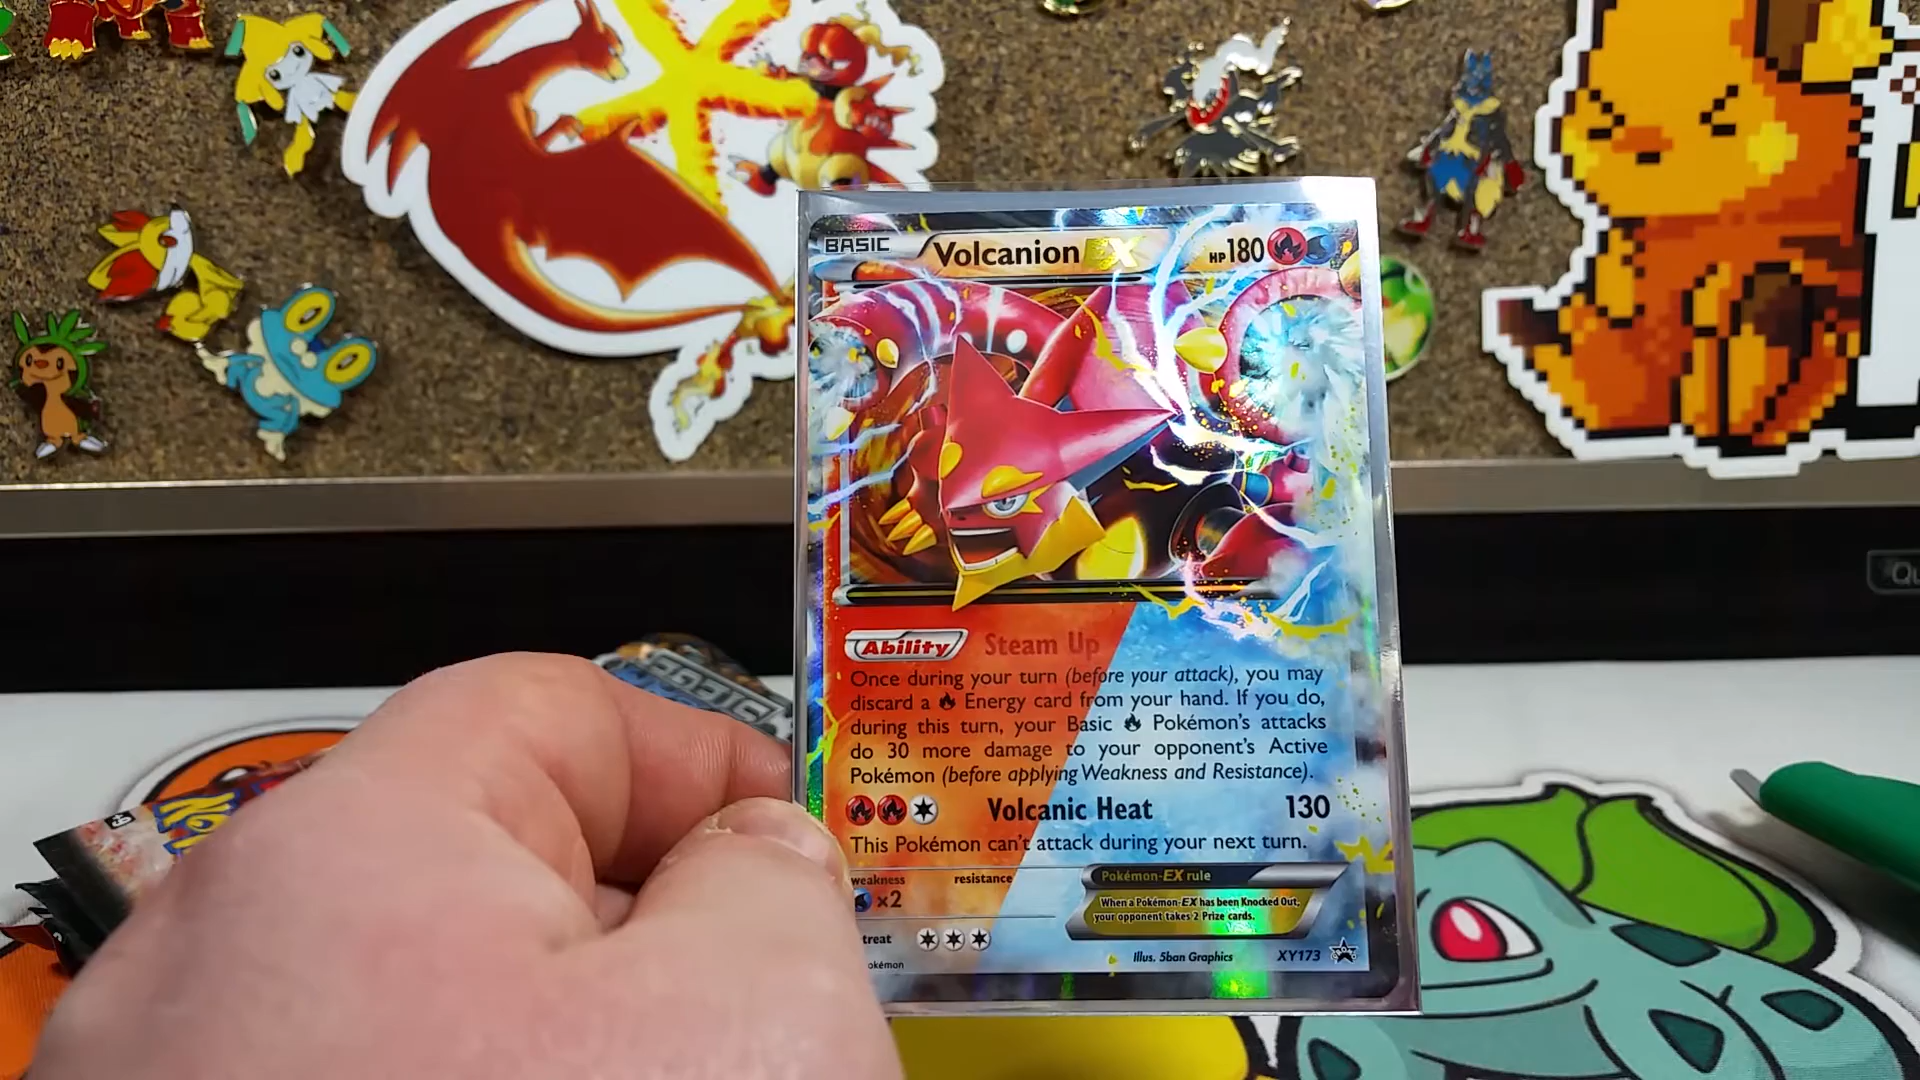 BASIC Volcanion EX HP180
Ability Steam Up
Once during your turn (before your attack), you may
discard a Energy card from your hand. If you do,
during this turn, your Basic Pokémon's attacks
do 30 more damage to your opponent's Active
Pokémon (before applying Weakness and Resistance).
Volcanic Heat 130
This Pokémon can't attack during your next turn.
weakness resistance
x2
Pokémon-EX rule
When a Pokémon-EX has been Knocked Out,
your opponent takes 2 Prize cards.
treat
okémon
Illus. 5ban Graphics XY173
Qu